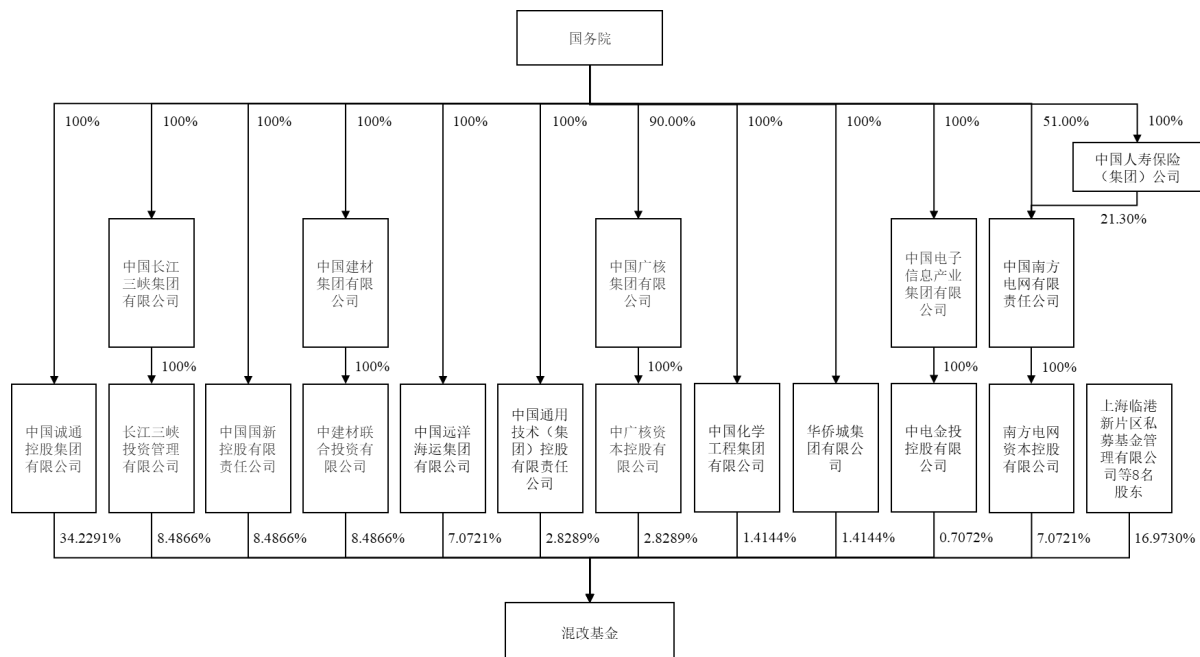 国务院
100%
100%
100%
100%
100%
100%
90.00%
100%
100%
100%
51.00%
100%
中国人寿保险
（集团）公司
21.30%
中国长江
三峡集团
有限公司
中国建材
集团有限
公司
中国广核
集团有限
公司
中国电子
信息产业
集团有限
公司
中国南方
电网有限
责任公司
100%
100%
100%
100%
100%
中国诚通
控股集团
有限公司
长江三峡
投资管理
有限公司
中国国新
控股有限
责任公司
中建材联
合投资有
限公司
中国远洋
海运集团
有限公司
中国通用
技术（集
团）控股
有限责任
公司
中广核资
本控股有
限公司
中国化学
工程集团
有限公司
华侨城集
团有限公
司
中电金投
控股有限
公司
南方电网
资本控股
有限公司
上海临港
新片区私
募基金管
理有限公
司等8名
股东
34.2291%
8.4866%
8.4866%
8.4866%
7.0721%
2.8289%
2.8289%
1.4144%
1.4144%
0.7072%
7.0721%
16.9730%
混改基金